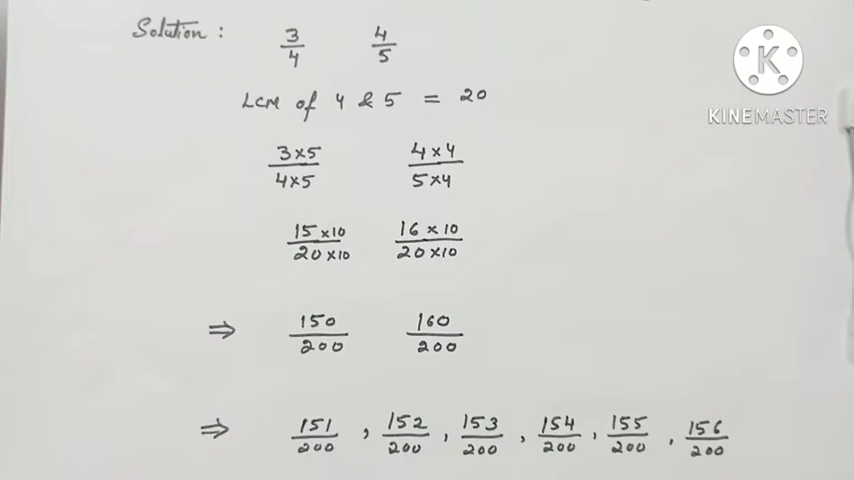 Solution : 3/4 4/5
LCM of 4 & 5 = 20
3×5/4×5 4×4/5×4
15×10/20×10 16×10/20×10
⇒ 150/200 160/200
⇒ 151/200 , 152/200 , 153/200 , 154/200 , 155/200 , 156/200
K
KINEMASTER